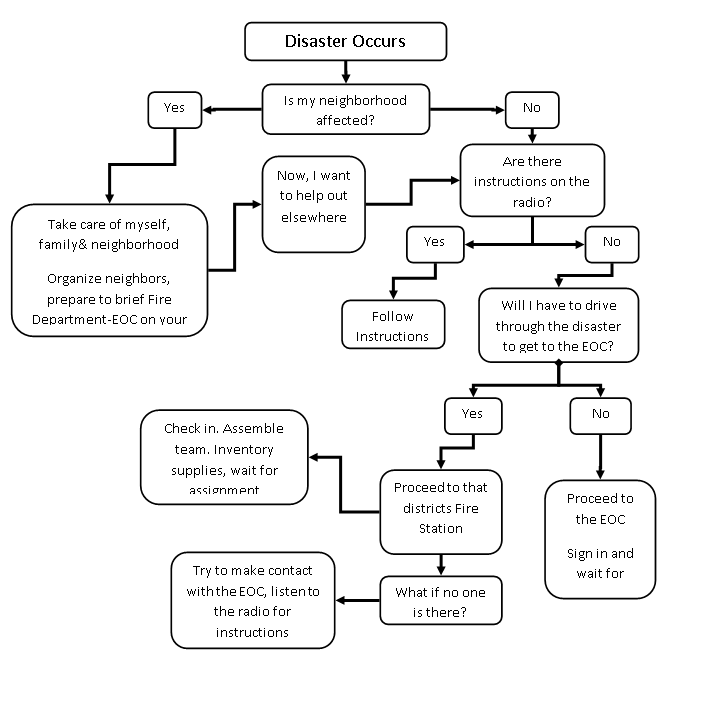 Disaster Occurs
Is my neighborhood
affected?
Yes
No
Are there
instructions on the
radio?
Now, I want
to help out
elsewhere
Take care of myself,
family& neighborhood
Organize neighbors,
prepare to brief Fire
Department-EOC on your
Yes
No
Follow
Instructions
Will I have to drive
through the disaster
to get to the EOC?
Yes
No
Check in. Assemble
team. Inventory
supplies, wait for
assignment
Proceed to that
districts Fire
Station
Proceed to
the EOC
Sign in and
wait for
Try to make contact
with the EOC, listen to
the radio for
instructions
What if no one
is there?